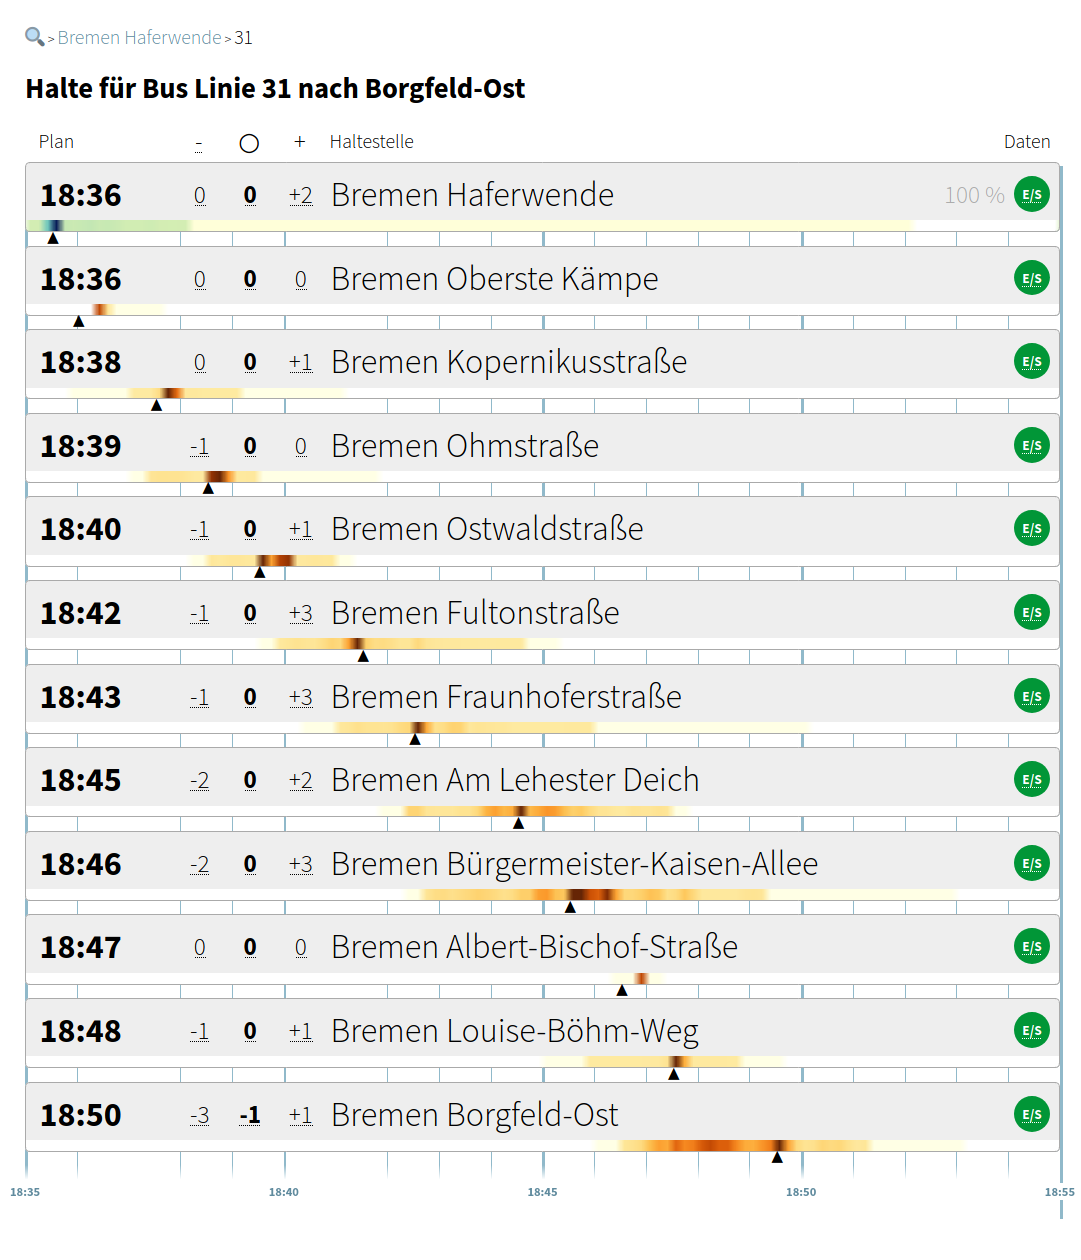 > Bremen Haferwende > 31
Halte für Bus Linie 31 nach Borgfeld-Ost
Plan - ◯ + Haltestelle Daten
18:36 0 0 +2 Bremen Haferwende 100 % E/S
18:36 0 0 0 Bremen Oberste Kämpe E/S
18:38 0 0 +1 Bremen Kopernikusstraße E/S
18:39 -1 0 0 Bremen Ohmstraße E/S
18:40 -1 0 +1 Bremen Ostwaldstraße E/S
18:42 -1 0 +3 Bremen Fultonstraße E/S
18:43 -1 0 +3 Bremen Fraunhoferstraße E/S
18:45 -2 0 +2 Bremen Am Lehester Deich E/S
18:46 -2 0 +3 Bremen Bürgermeister-Kaisen-Allee E/S
18:47 0 0 0 Bremen Albert-Bischof-Straße E/S
18:48 -1 0 +1 Bremen Louise-Böhm-Weg E/S
18:50 -3 -1 +1 Bremen Borgfeld-Ost E/S
18:35 18:40 18:45 18:50 18:55